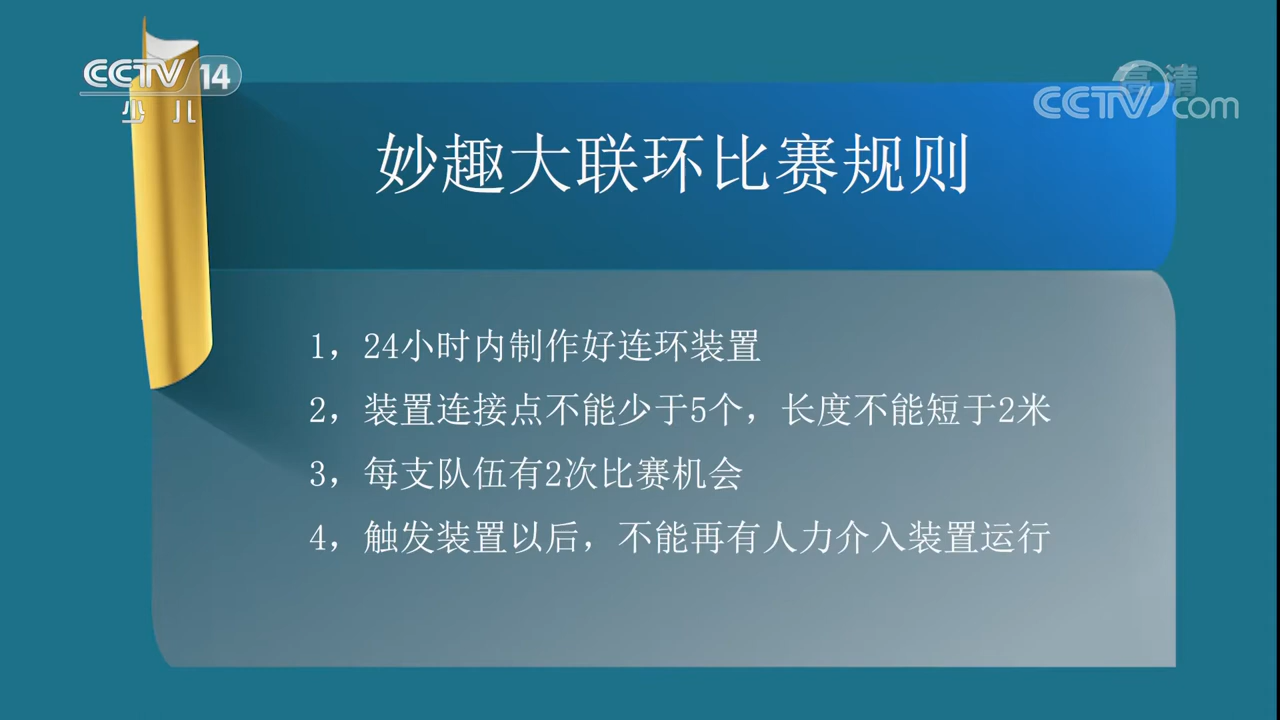 CCTV 14
少儿
高清
CCTV.com
妙趣大联环比赛规则
1，24小时内制作好连环装置
2，装置连接点不能少于5个，长度不能短于2米
3，每支队伍有2次比赛机会
4，触发装置以后，不能再有人力介入装置运行